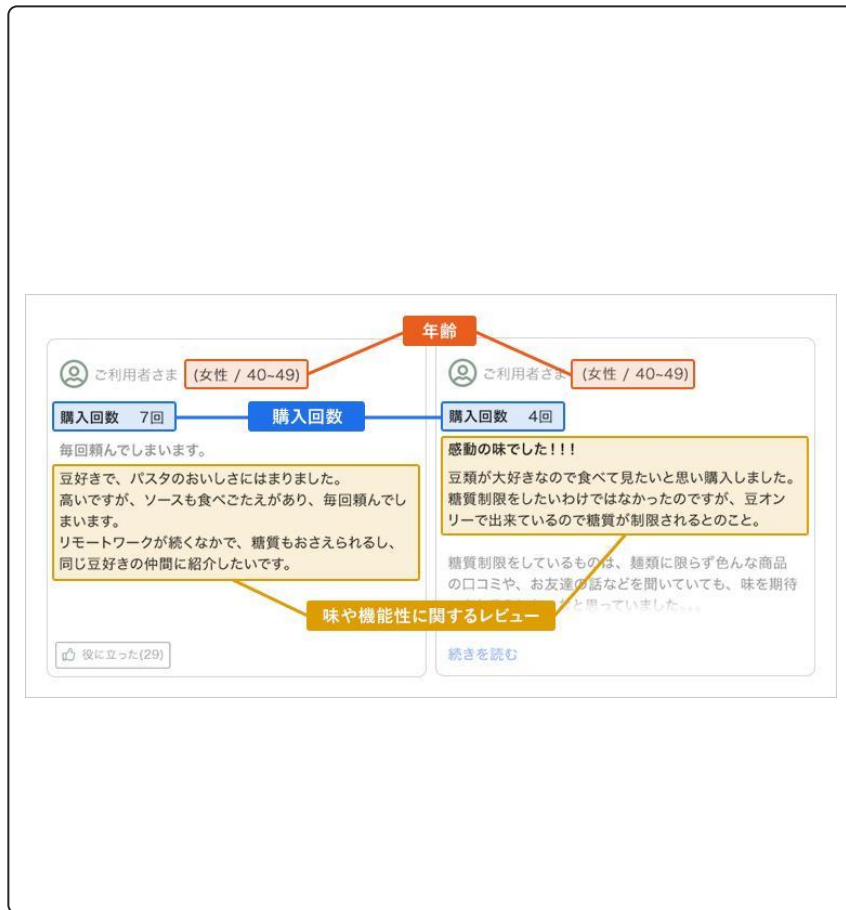 年齢
ご利用者さま (女性 / 40~49)
購入回数 7回
毎回頼んでしまいます。
豆好きで、パスタのおいしさにはまりました。
高いですが、ソースも食べごたえがあり、毎回頼んでし
まいます。
リモートワークが続くなかで、糖質もおさえられるし、
同じ豆好きの仲間に紹介したいです。
役に立った(29)
購入回数
ご利用者さま (女性 / 40~49)
購入回数 4回
感動の味でした!!!
豆類が大好きなので食べて見たいと思い購入しました。
糖質制限をしたいわけではなかったのですが、豆オン
リーで出来ているので糖質が制限されるとのこと。
糖質制限をしているものは、麺類に限らず色んな商品
の口コミや、お友達の話などを聞いていても、味を期待
と思っていました
続きを読む
味や機能性に関するレビュー